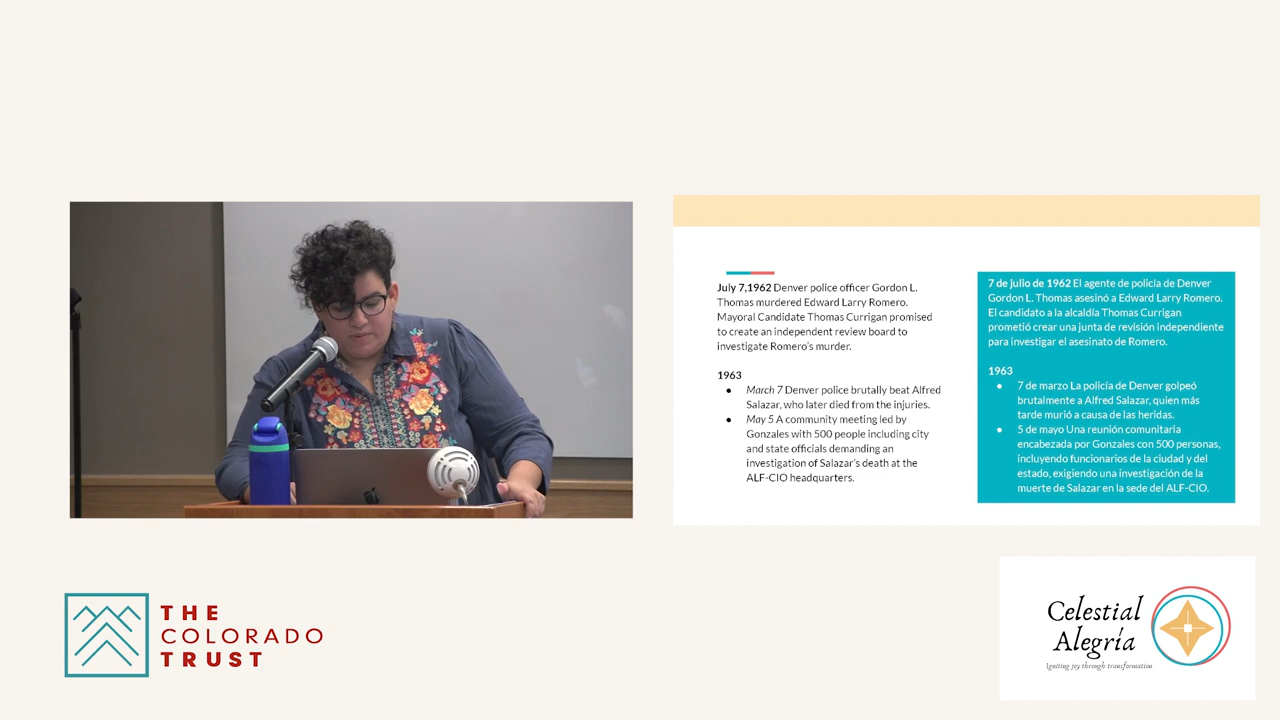 July 7,1962 Denver police officer Gordon L.
Thomas murdered Edward Larry Romero.
Mayoral Candidate Thomas Currigan promised
to create an independent review board to
investigate Romero's murder.
1963
● March 7 Denver police brutally beat Alfred
Salazar, who later died from the injuries.
● May 5 A community meeting led by
Gonzales with 500 people including city
and state officials demanding an
investigation of Salazar's death at the
ALF-CIO headquarters.
7 de julio de 1962 El agente de policía de Denver
Gordon L. Thomas asesinó a Edward Larry Romero.
El candidato a la alcaldía Thomas Currigan
prometió crear una junta de revisión independiente
para investigar el asesinato de Romero.
1963
● 7 de marzo La policía de Denver golpeó
brutalmente a Alfred Salazar, quien más
tarde murió a causa de las heridas.
● 5 de mayo Una reunión comunitaria
encabezada por Gonzales con 500 personas,
incluyendo funcionarios de la ciudad y del
estado, exigiendo una investigación de la
muerte de Salazar en la sede del ALF-CIO.
THE
COLORADO
TRUST
Celestial
Alegría
Igniting joy through transformation